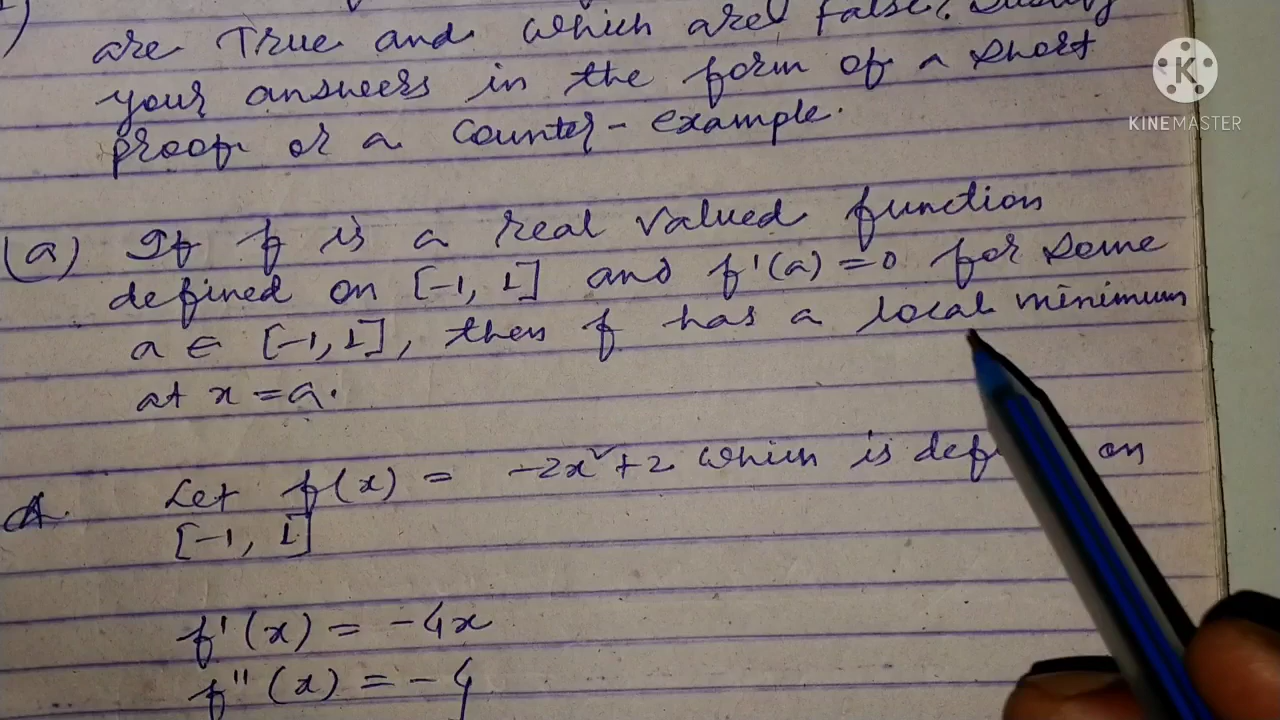 are True and which are false? Justify
your answers in the form of a short
proof or a counter-example.
KINEMASTER
(a) If f is a real valued function
defined on [-1, 1] and f'(a) = 0 for some
a ∈ [-1, 1], then f has a local minimum
at x = a.
A. Let f(x) = -2x² + 2 which is on
[-1, 1]
f'(x) = -4x
f''(x) = -4